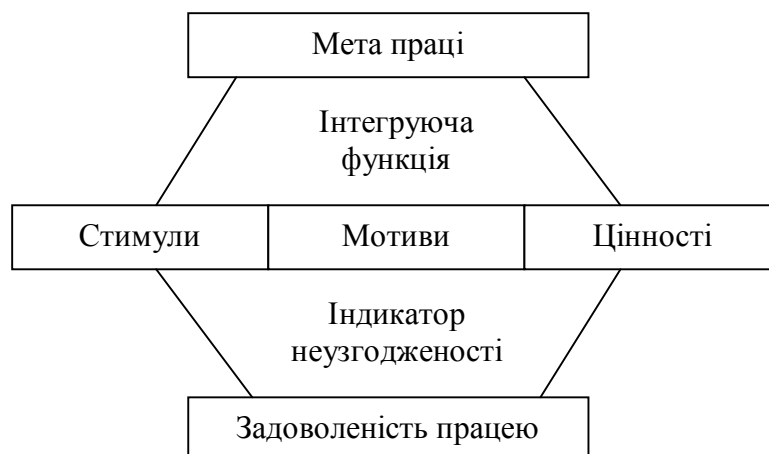 Мета праці
Інтегруюча
функція
Стимули
Мотиви
Цінності
Індикатор
неузгодженості
Задоволеність працею